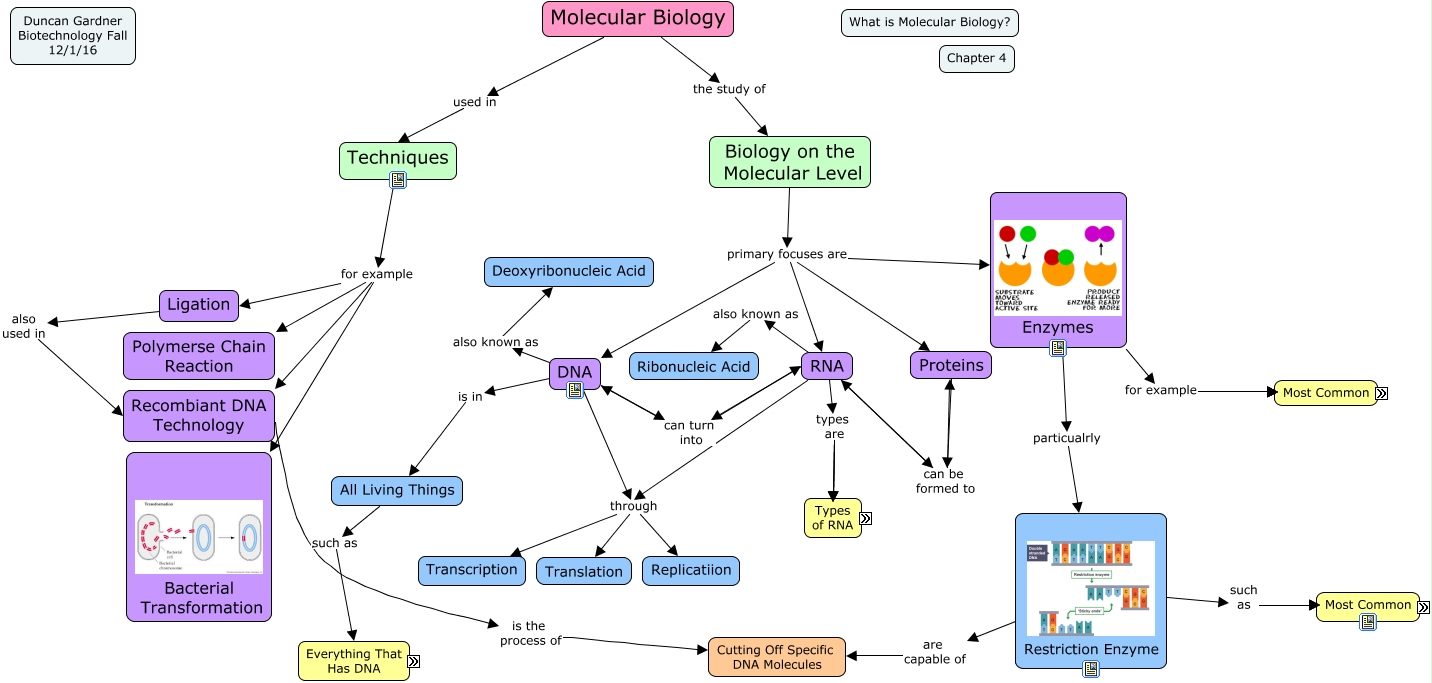 Duncan Gardner
Biotechnology Fall
12/1/16
Molecular Biology
What is Molecular Biology?
Chapter 4
used in
the study of
Techniques
Biology on the
Molecular Level
for example
primary focuses are
Ligation
also
used in
Polymerse Chain
Reaction
Recombiant DNA
Technology
Transformation
Bacterial
cell
Bacterial
chromosome
Bacterial
Transformation
Deoxyribonucleic Acid
also known as
also known as
Ribonucleic Acid
DNA
RNA
Proteins
SUBSTRATE
MOVES
TOWARD
ACTIVE SITE
PRODUCT
RELEASED
ENZYME READY
FOR MORE
Enzymes
for example
Most Common
is in
can turn
into
types
are
particualrly
can be
formed to
All Living Things
through
Types
of RNA
such as
Transcription
Translation
Replicatiion
Double
stranded
DNA
Restriction enzyme
"Sticky ends"
Restriction Enzyme
such
as
Most Common
is the
process of
Everything That
Has DNA
Cutting Off Specific
DNA Molecules
are
capable of